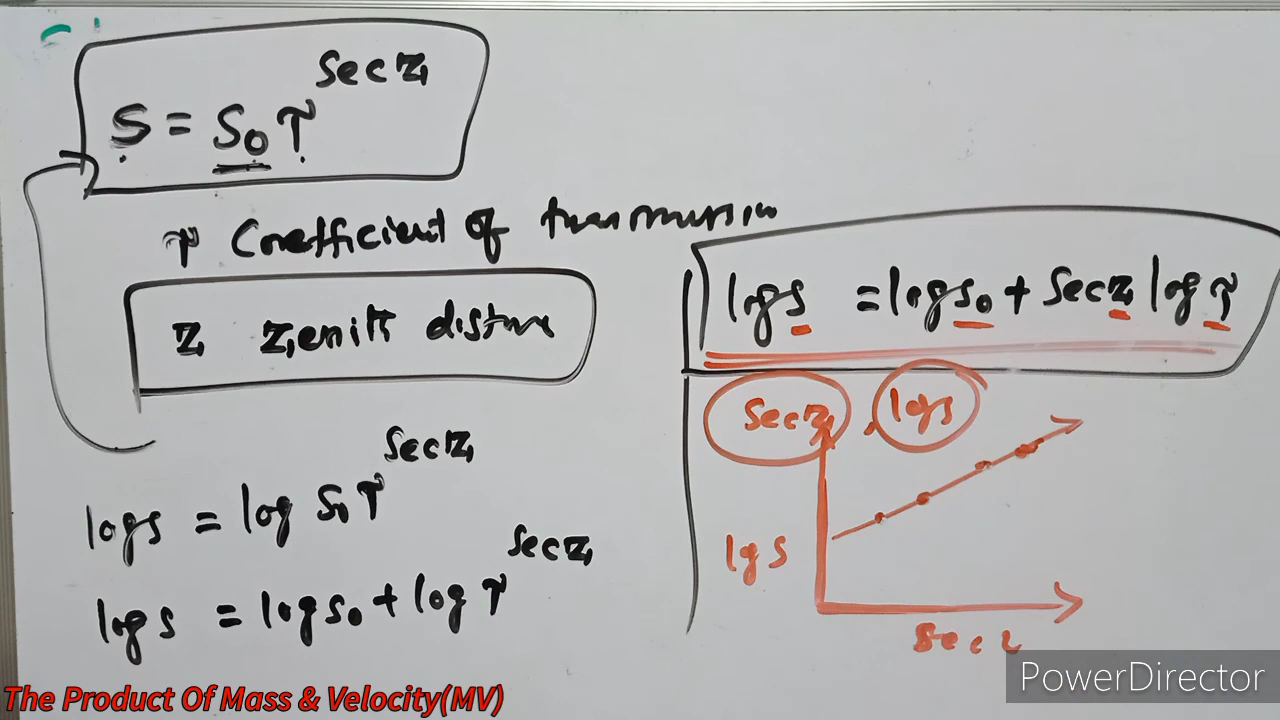 S = S₀ τ^sec z
τ Coefficient of transmission
z zenith distance
log s = log s₀ τ^sec z
log s = log s₀ + log τ^sec z
log s = log s₀ + sec z log τ
sec z, log s
lg s
sec z
The Product Of Mass & Velocity(MV)
PowerDirector